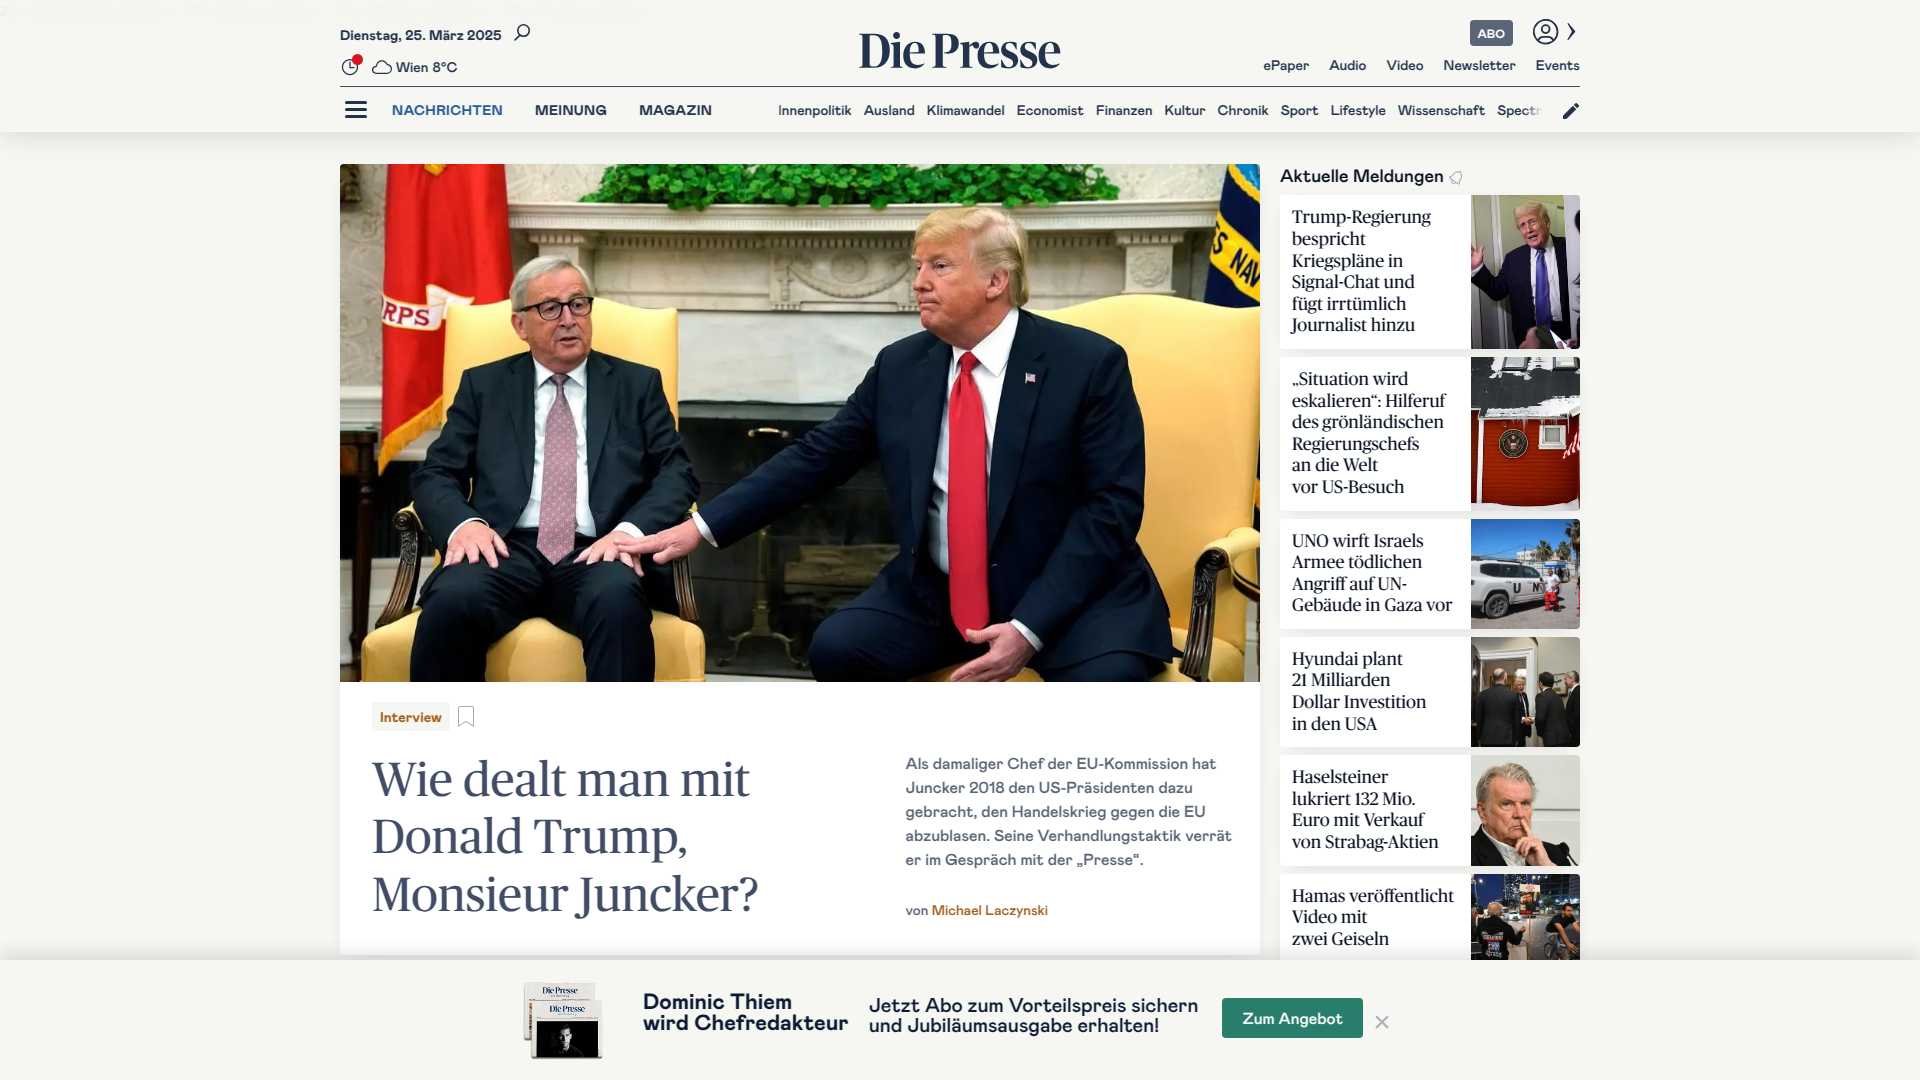 Dienstag, 25. März 2025
Wien 8°C
Die Presse
ABO
ePaper Audio Video Newsletter Events
NACHRICHTEN MEINUNG MAGAZIN
Innenpolitik Ausland Klimawandel Economist Finanzen Kultur Chronik Sport Lifestyle Wissenschaft Spectr
RPS
S NAV
Interview
Wie dealt man mit
Donald Trump,
Monsieur Juncker?
Als damaliger Chef der EU-Kommission hat
Juncker 2018 den US-Präsidenten dazu
gebracht, den Handelskrieg gegen die EU
abzublasen. Seine Verhandlungstaktik verrät
er im Gespräch mit der „Presse“.
von Michael Laczynski
Aktuelle Meldungen
Trump-Regierung
bespricht
Kriegspläne in
Signal-Chat und
fügt irrtümlich
Journalist hinzu
„Situation wird
eskalieren“: Hilferuf
des grönländischen
Regierungschefs
an die Welt
vor US-Besuch
UNO wirft Israels
Armee tödlichen
Angriff auf UN-
Gebäude in Gaza vor
U N
Hyundai plant
21 Milliarden
Dollar Investition
in den USA
Haselsteiner
lukriert 132 Mio.
Euro mit Verkauf
von Strabag-Aktien
Hamas veröffentlicht
Video mit
zwei Geiseln
Die Presse
Die Presse
Dominic Thiem
wird Chefredakteur
Jetzt Abo zum Vorteilspreis sichern
und Jubiläumsausgabe erhalten!
Zum Angebot